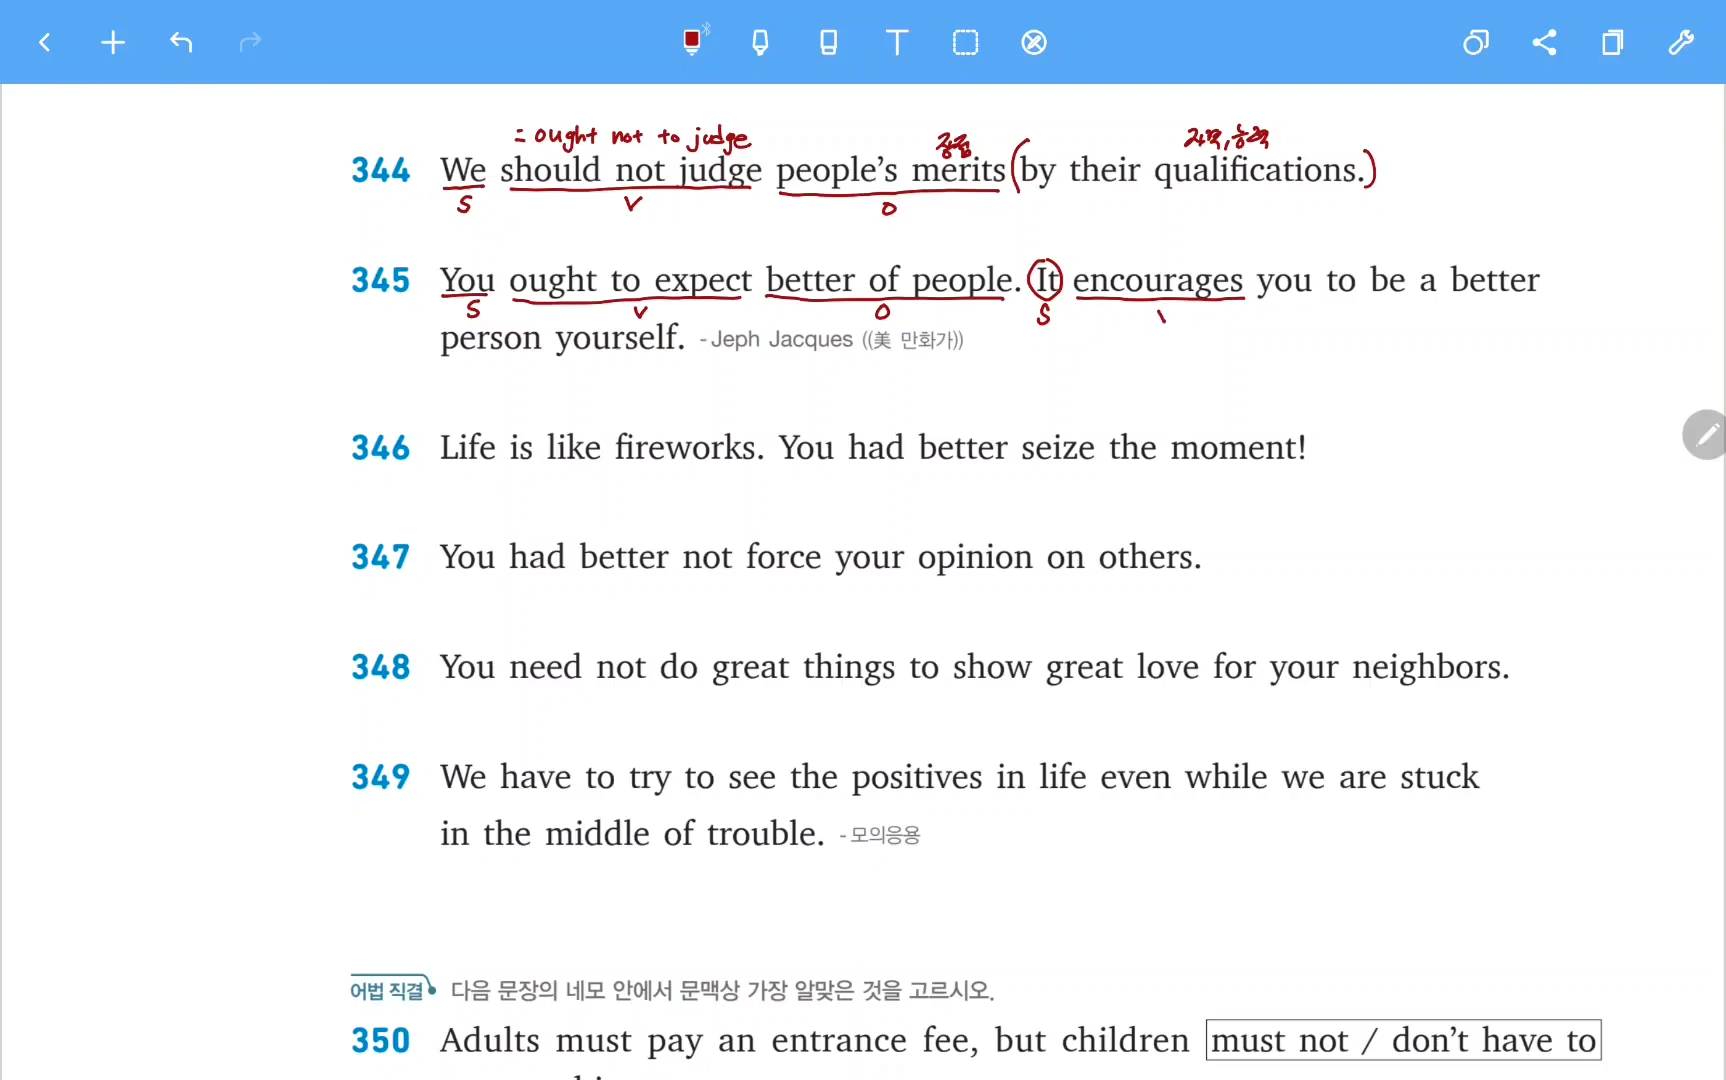 = ought not to judge 장점 자격, 능력
344 We should not judge people's merits (by their qualifications.)
S V O
345 You ought to expect better of people. It encourages you to be a better
S V O S
person yourself. - Jeph Jacques ((美 만화가))
346 Life is like fireworks. You had better seize the moment!
347 You had better not force your opinion on others.
348 You need not do great things to show great love for your neighbors.
349 We have to try to see the positives in life even while we are stuck
in the middle of trouble. - 모의응용
어법 직결 다음 문장의 네모 안에서 문맥상 가장 알맞은 것을 고르시오.
350 Adults must pay an entrance fee, but children must not / don't have to